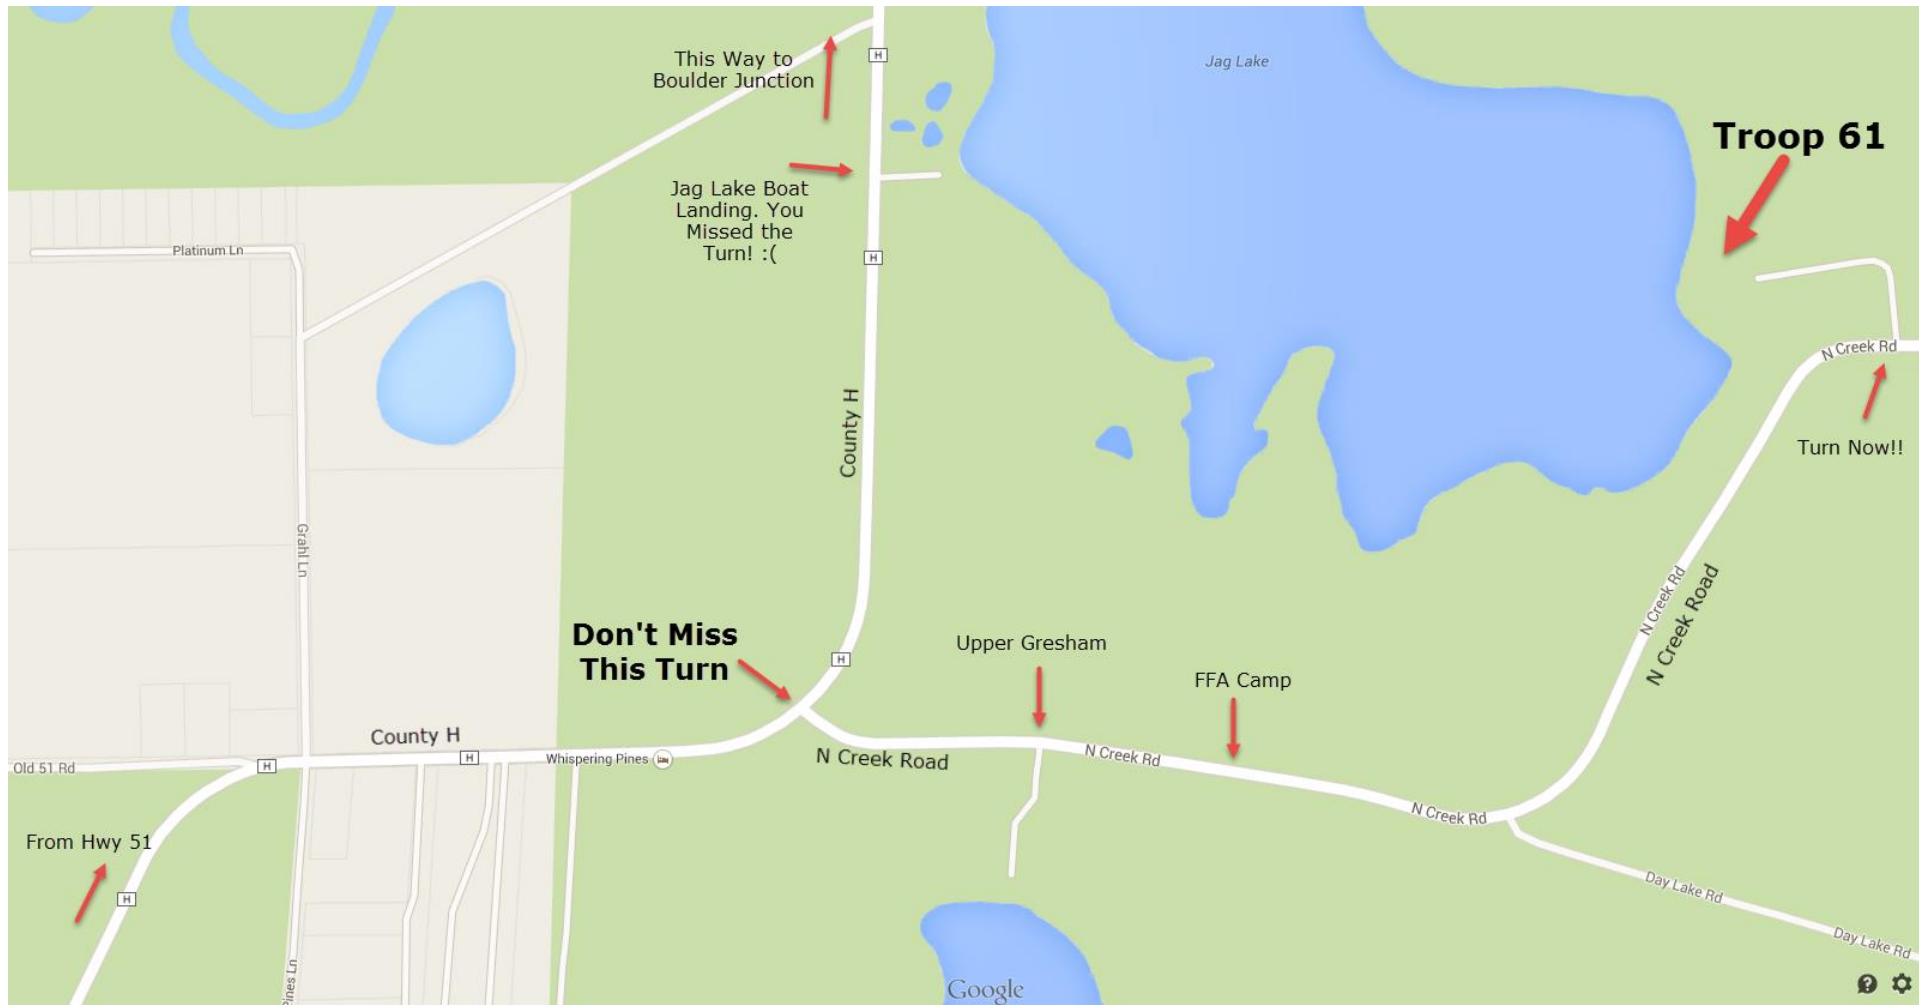 Jag Lake
This Way to
Boulder Junction
H
Troop 61
Jag Lake Boat
Landing. You
Missed the
Turn! :(
Platinum Ln
H
N Creek Rd
County H
Turn Now!!
Grahl Ln
N Creek Rd
N Creek Road
Don't Miss
This Turn
Upper Gresham
H
FFA Camp
County H
H
Whispering Pines
N Creek Road
N Creek Rd
Old 51 Rd
H
N Creek Rd
From Hwy 51
H
Day Lake Rd
Day Lake Rd
Pines Ln
Google
?